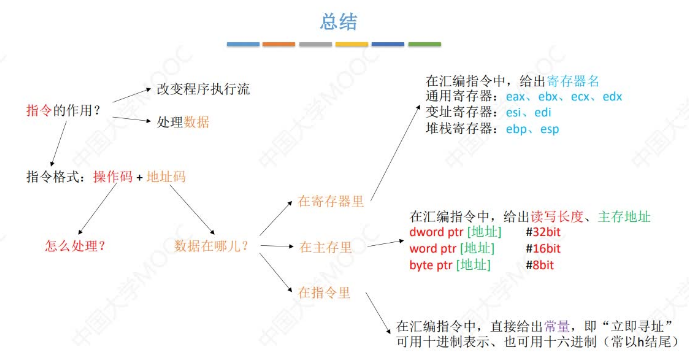 总结
指令的作用？
改变程序执行流
处理数据
指令格式：操作码 + 地址码
怎么处理？
数据在哪儿？
在寄存器里
在主存里
在指令里
在汇编指令中，给出寄存器名
通用寄存器：eax、ebx、ecx、edx
变址寄存器：esi、edi
堆栈寄存器：ebp、esp
在汇编指令中，给出读写长度、主存地址
dword ptr [地址] #32bit
word ptr [地址] #16bit
byte ptr [地址] #8bit
在汇编指令中，直接给出常量，即“立即寻址”
可用十进制表示、也可用十六进制（常以h结尾）
中国大学MOOC
中国大学MOOC
中国大学MOOC